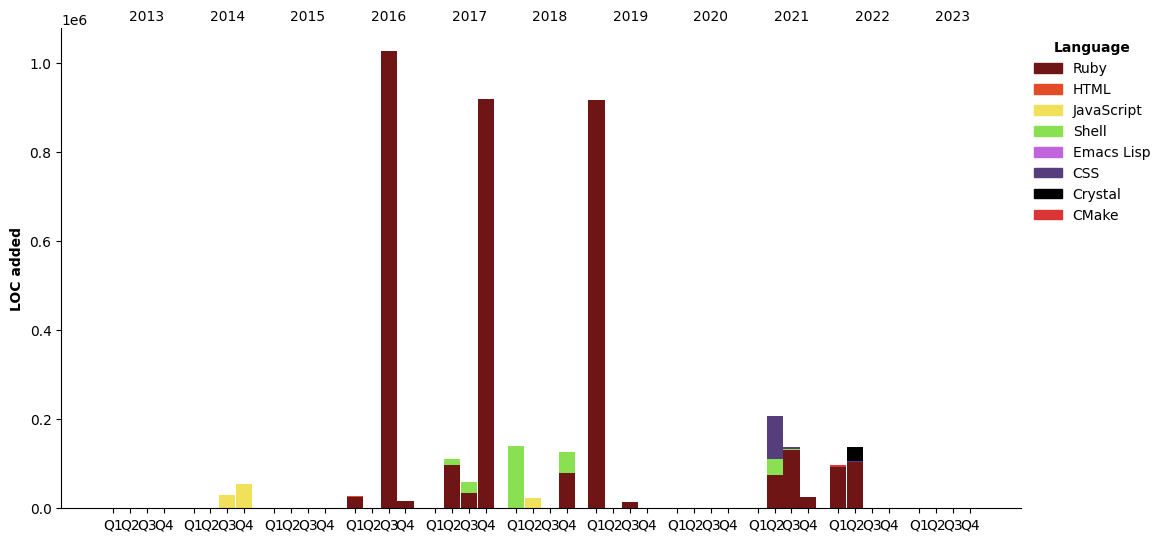 2013 2014 2015 2016 2017 2018 2019 2020 2021 2022 2023
1e6
1.0
0.8
0.6
0.4
0.2
0.0
LOC added
Q1Q2Q3Q4 Q1Q2Q3Q4 Q1Q2Q3Q4 Q1Q2Q3Q4 Q1Q2Q3Q4 Q1Q2Q3Q4 Q1Q2Q3Q4 Q1Q2Q3Q4 Q1Q2Q3Q4 Q1Q2Q3Q4 Q1Q2Q3Q4
Language
Ruby
HTML
JavaScript
Shell
Emacs Lisp
CSS
Crystal
CMake